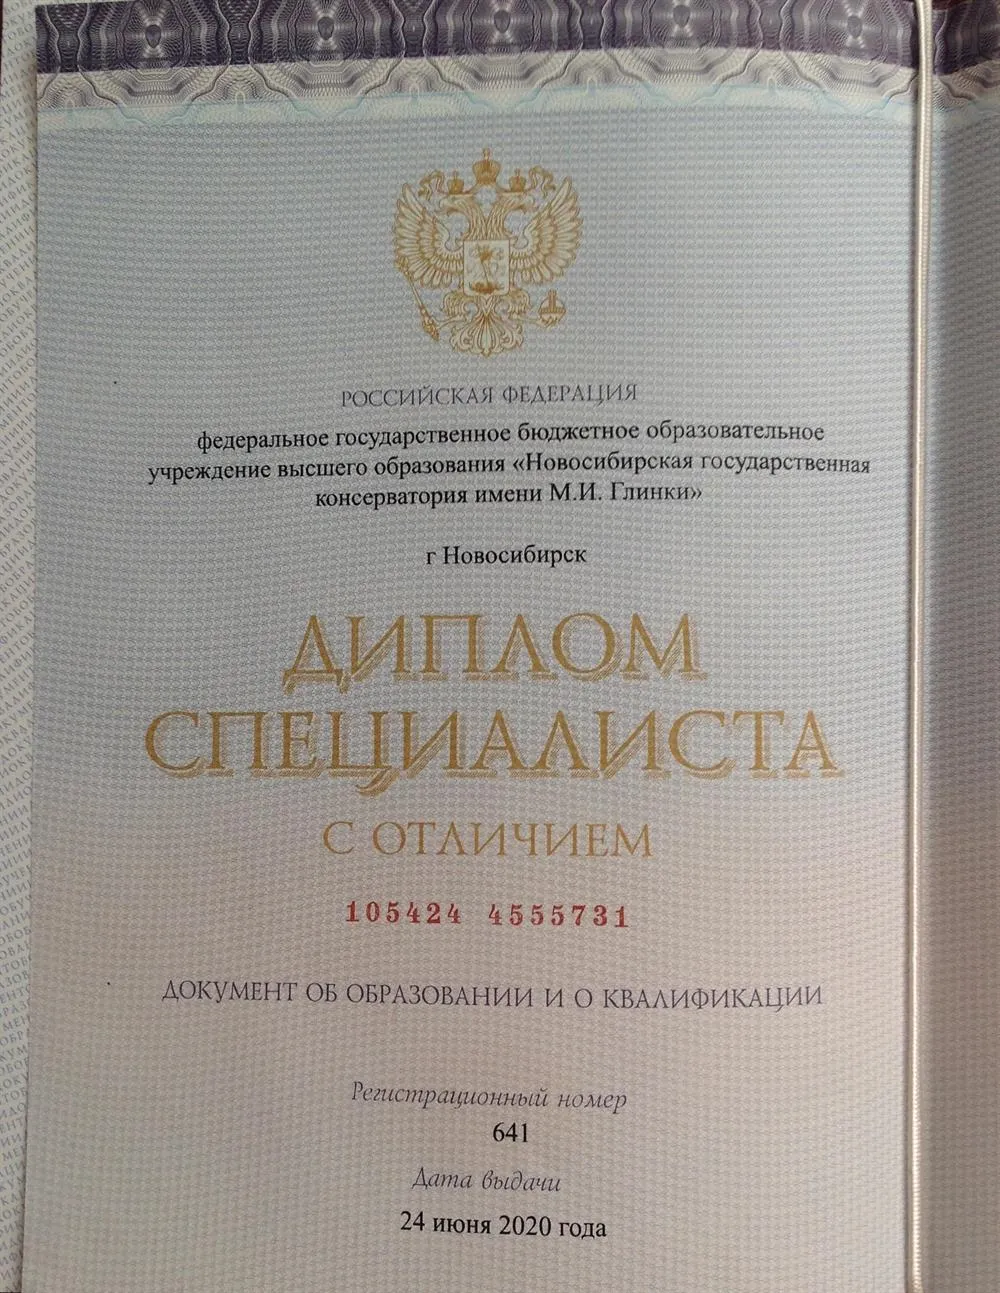 РОССИЙСКАЯ ФЕДЕРАЦИЯ
федеральное государственное бюджетное образовательное
учреждение высшего образования «Новосибирская государственная
консерватория имени М.И. Глинки»
г Новосибирск
ДИПЛОМ
СПЕЦИАЛИСТА
С ОТЛИЧИЕМ
105424 4555731
ДОКУМЕНТ ОБ ОБРАЗОВАНИИ И О КВАЛИФИКАЦИИ
Регистрационный номер
641
Дата выдачи
24 июня 2020 года